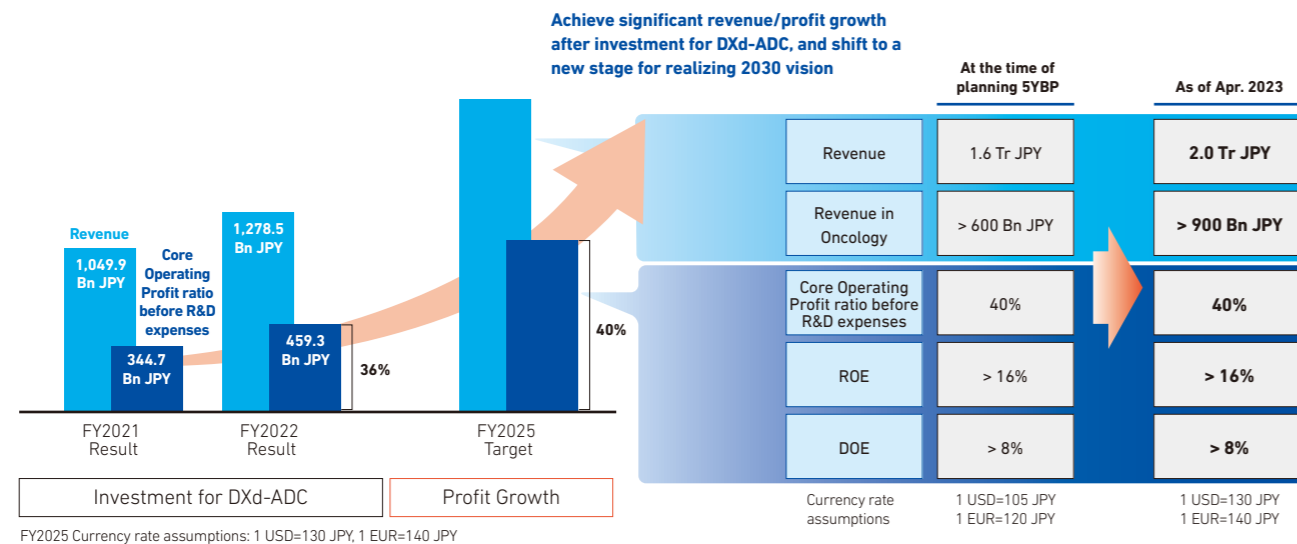 Achieve significant revenue/profit growth
after investment for DXd-ADC, and shift to a
new stage for realizing 2030 vision
At the time of
planning 5YBP
As of Apr. 2023
Revenue
1.6 Tr JPY
2.0 Tr JPY
Revenue in
Oncology
> 600 Bn JPY
> 900 Bn JPY
Core Operating
Profit ratio before
R&D expenses
40%
40%
ROE
> 16%
> 16%
DOE
> 8%
> 8%
Currency rate
assumptions
1 USD=105 JPY
1 EUR=120 JPY
1 USD=130 JPY
1 EUR=140 JPY
Revenue
1,049.9
Bn JPY
Core
Operating
Profit ratio
before R&D
expenses
344.7
Bn JPY
1,278.5
Bn JPY
459.3
Bn JPY
36%
40%
FY2021
Result
FY2022
Result
FY2025
Target
Investment for DXd-ADC
Profit Growth
FY2025 Currency rate assumptions: 1 USD=130 JPY, 1 EUR=140 JPY